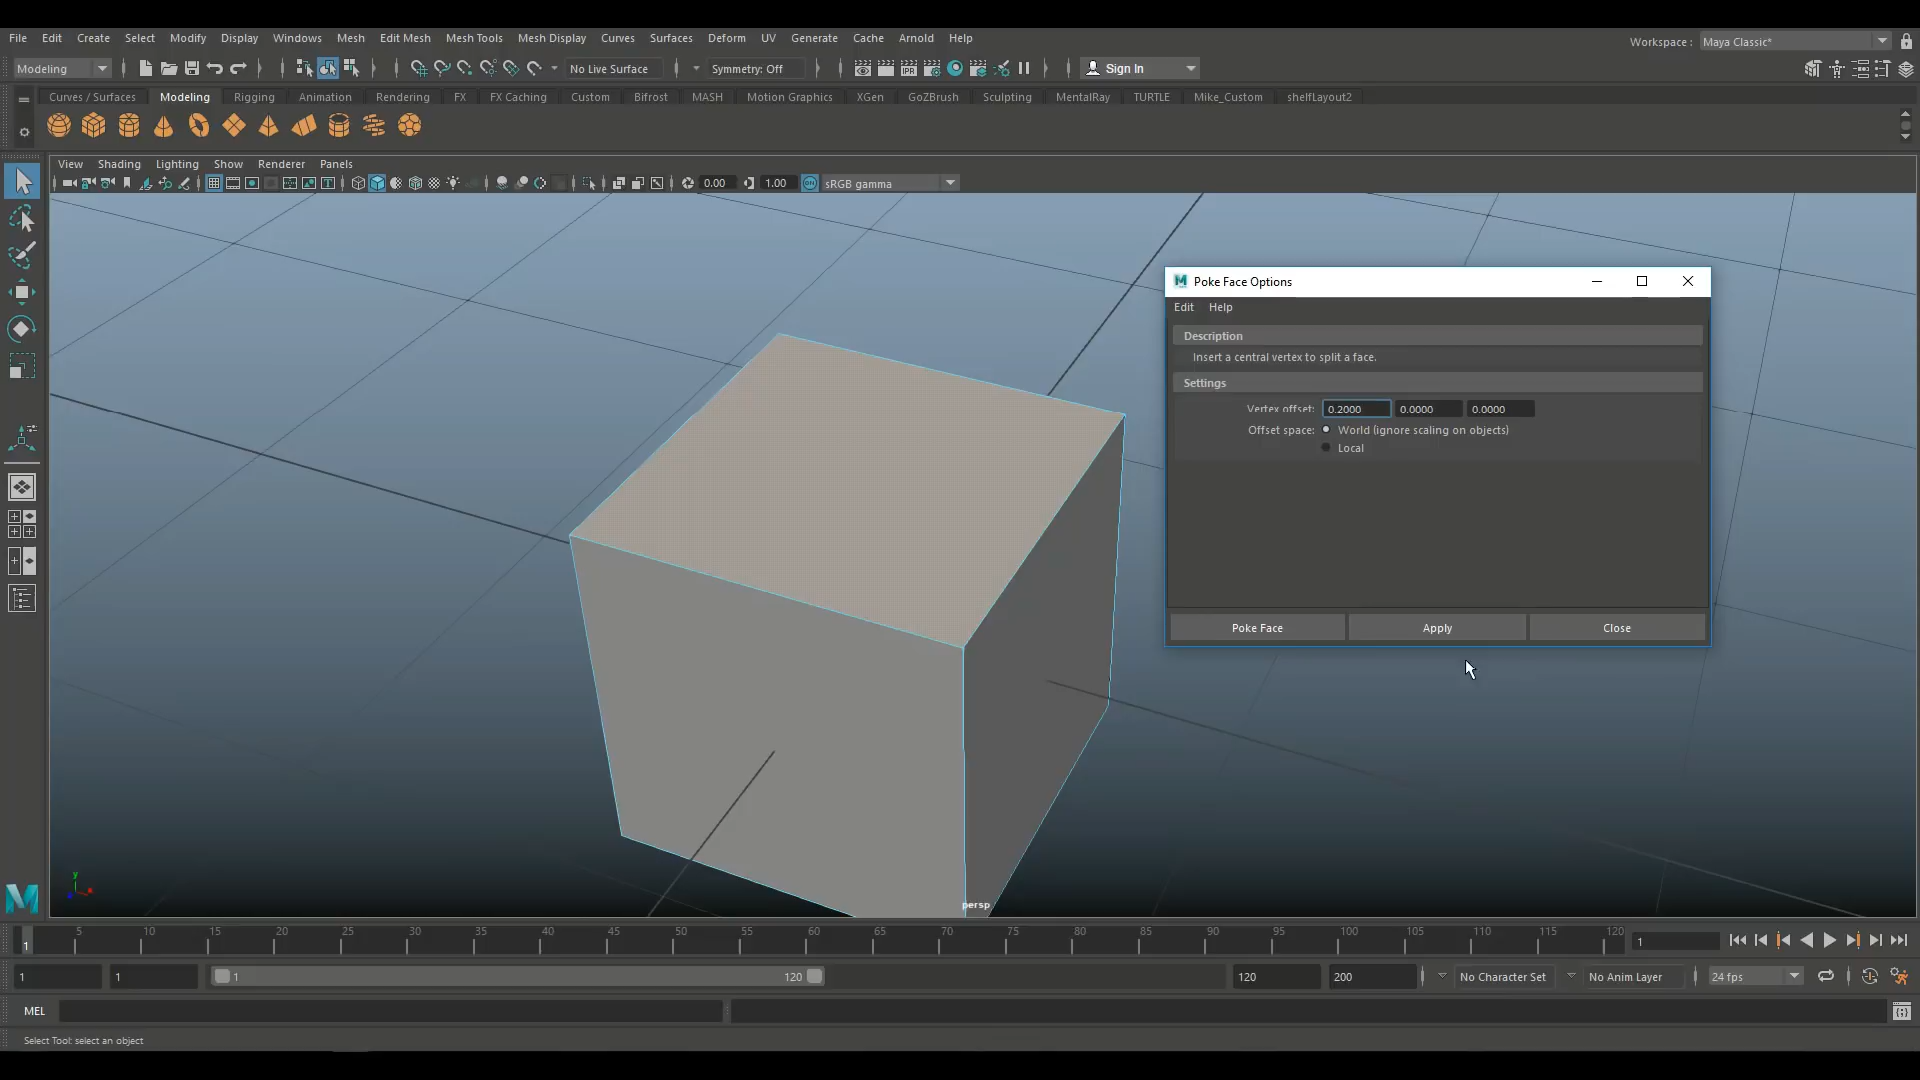 File Edit Create Select Modify Display Windows Mesh Edit Mesh Mesh Tools Mesh Display Curves Surfaces Deform UV Generate Cache Arnold Help
Workspace : Maya Classic*
Modeling No Live Surface Symmetry: Off IPR Sign In
Curves / Surfaces Modeling Rigging Animation Rendering FX FX Caching Custom Bifrost MASH Motion Graphics XGen GoZBrush Sculpting MentalRay TURTLE Mike_Custom shelfLayout2
View Shading Lighting Show Renderer Panels
0.00 1.00 ON sRGB gamma
M Poke Face Options
Edit Help
Description
Insert a central vertex to split a face.
Settings
Vertex offset: 0.2000 0.0000 0.0000
Offset space: World (ignore scaling on objects)
Local
Poke Face Apply Close
y
x
persp
M
1 5 10 15 20 25 30 35 40 45 50 55 60 65 70 75 80 85 90 95 100 105 110 115 120 1
1 1 1 120 120 200 No Character Set No Anim Layer 24 fps
MEL
Select Tool: select an object